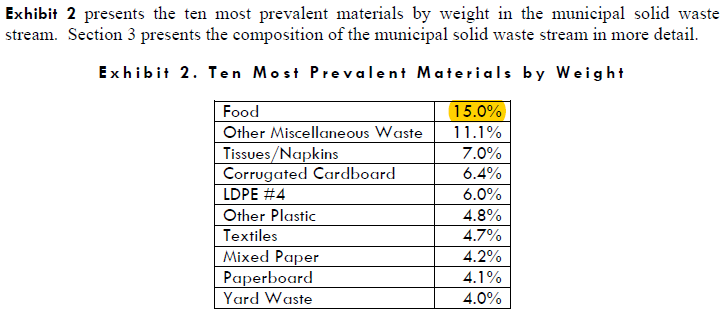 Exhibit 2 presents the ten most prevalent materials by weight in the municipal solid waste
stream. Section 3 presents the composition of the municipal solid waste stream in more detail.
Exhibit 2. Ten Most Prevalent Materials by Weight
Food 15.0%
Other Miscellaneous Waste 11.1%
Tissues/Napkins 7.0%
Corrugated Cardboard 6.4%
LDPE #4 6.0%
Other Plastic 4.8%
Textiles 4.7%
Mixed Paper 4.2%
Paperboard 4.1%
Yard Waste 4.0%